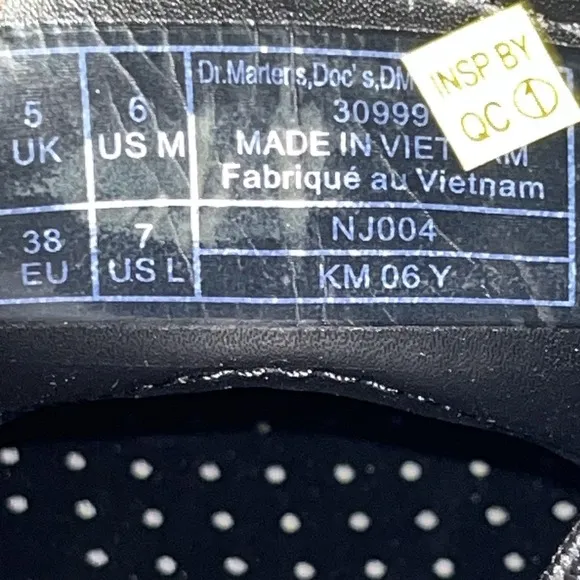 5 UK
6 US M
38 EU
7 US L
Dr.Martens,Doc's,DM
30999
MADE IN VIET AM
Fabriqué au Vietnam
NJ004
KM 06 Y
INSP BY
QC 1